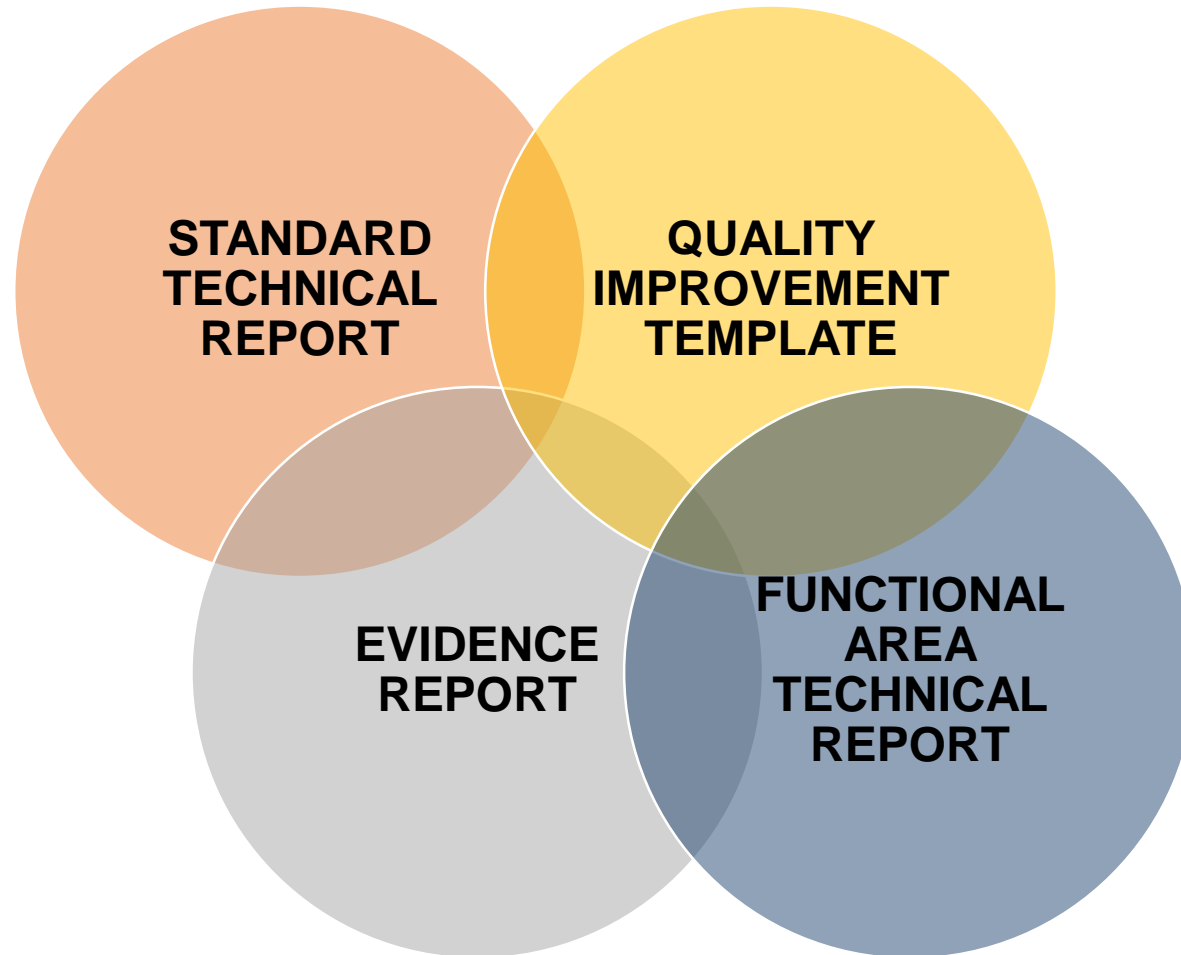 STANDARD
TECHNICAL
REPORT
QUALITY
IMPROVEMENT
TEMPLATE
EVIDENCE
REPORT
FUNCTIONAL
AREA
TECHNICAL
REPORT